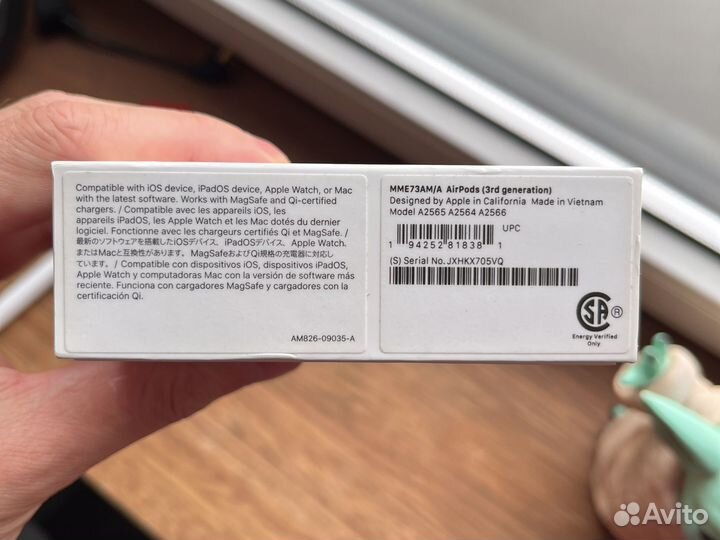 Compatible with iOS device, iPadOS device, Apple Watch, or Mac
with the latest software. Works with MagSafe and Qi-certified
chargers. / Compatible avec les appareils iOS, les
appareils iPadOS, les Apple Watch et Mac dotés du dernier
logiciel. Fonctionne avec les chargeurs certifiés Qi et MagSafe /
最新のソフトウェアを搭載したiOSデバイス、iPadOSデバイス、Apple Watch、
またはMacと互換性があります。MagSafeおよびQi規格の充電器に対応し
ています。/ Compatible con dispositivos iOS, dispositivos iPadOS,
Apple Watch y computadoras Mac con la versión de software más
reciente. Funciona con cargadores MagSafe y cargadores con la
certificación Qi.
AM826-09035-A
MME73AM/A AirPods (3rd generation)
Designed by Apple in California Made in Vietnam
Model A2565 A2564 A2566
UPC
1 94252 81838 1
(S) Serial No. JXHKX705VQ
CSA ®
Energy Verified
Only
Avito